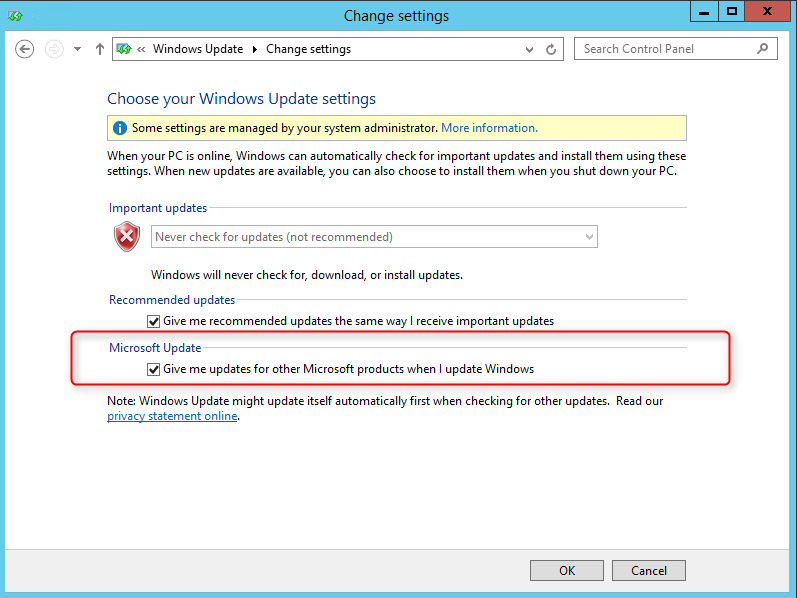 Change settings
« Windows Update Change settings
Search Control Panel
Choose your Windows Update settings
Some settings are managed by your system administrator. More information.
When your PC is online, Windows can automatically check for important updates and install them using these
settings. When new updates are available, you can also choose to install them when you shut down your PC.
Important updates
Never check for updates (not recommended)
Windows will never check for, download, or install updates.
Recommended updates
Give me recommended updates the same way I receive important updates
Microsoft Update
Give me updates for other Microsoft products when I update Windows
Note: Windows Update might update itself automatically first when checking for other updates. Read our
privacy statement online.
OK
Cancel